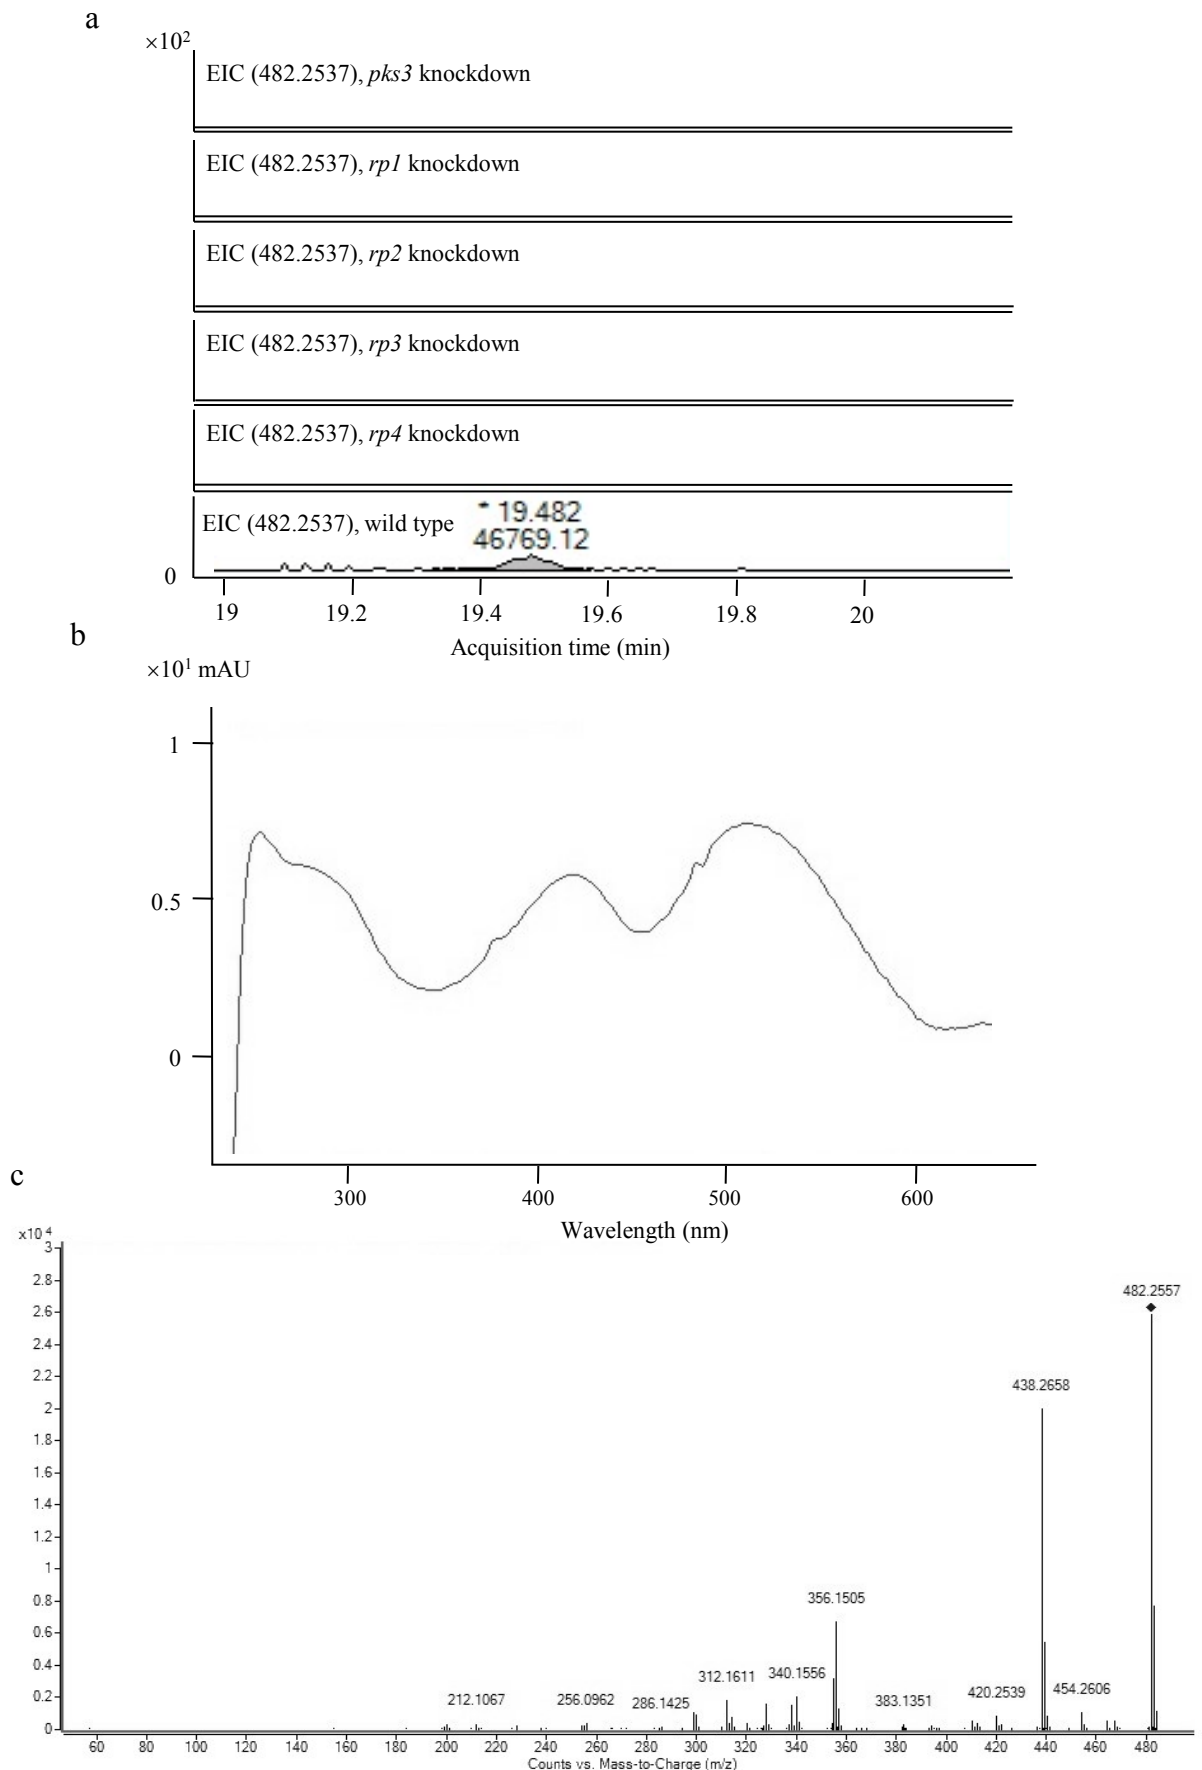 a
×10²
EIC (482.2537), pks3 knockdown
EIC (482.2537), rp1 knockdown
EIC (482.2537), rp2 knockdown
EIC (482.2537), rp3 knockdown
EIC (482.2537), rp4 knockdown
EIC (482.2537), wild type
* 19.482
46769.12
0
19 19.2 19.4 19.6 19.8 20
Acquisition time (min)
b
×10¹ mAU
1
0.5
0
300 400 500 600
Wavelength (nm)
c
x10 4
3
2.8
2.6
2.4
2.2
2
1.8
1.6
1.4
1.2
1
0.8
0.6
0.4
0.2
0
482.2557
438.2658
356.1505
312.1611 340.1556
212.1067 256.0962 286.1425 383.1351 420.2539 454.2606
60 80 100 120 140 160 180 200 220 240 260 280 300 320 340 360 380 400 420 440 460 480
Counts vs. Mass-to-Charge (m/z)